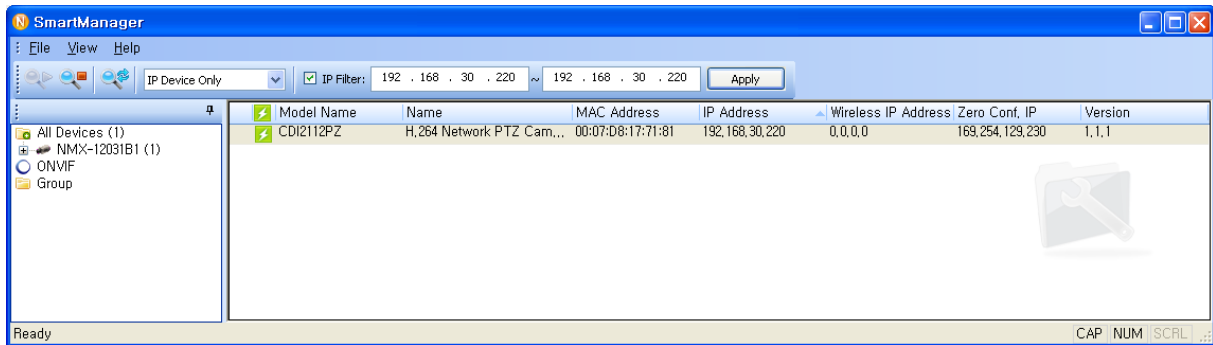 SmartManager
File View Help
IP Device Only IP Filter: 192 . 168 . 30 . 220 ~ 192 . 168 . 30 . 220 Apply
Model Name Name MAC Address IP Address Wireless IP Address Zero Conf, IP Version
All Devices (1) CDI2112PZ H,264 Network PTZ Cam,,, 00:07:D8:17:71:81 192,168,30,220 0,0,0,0 169,254,129,230 1,1,1
NMX-12031B1 (1)
ONVIF
Group
Ready CAP NUM SCRL